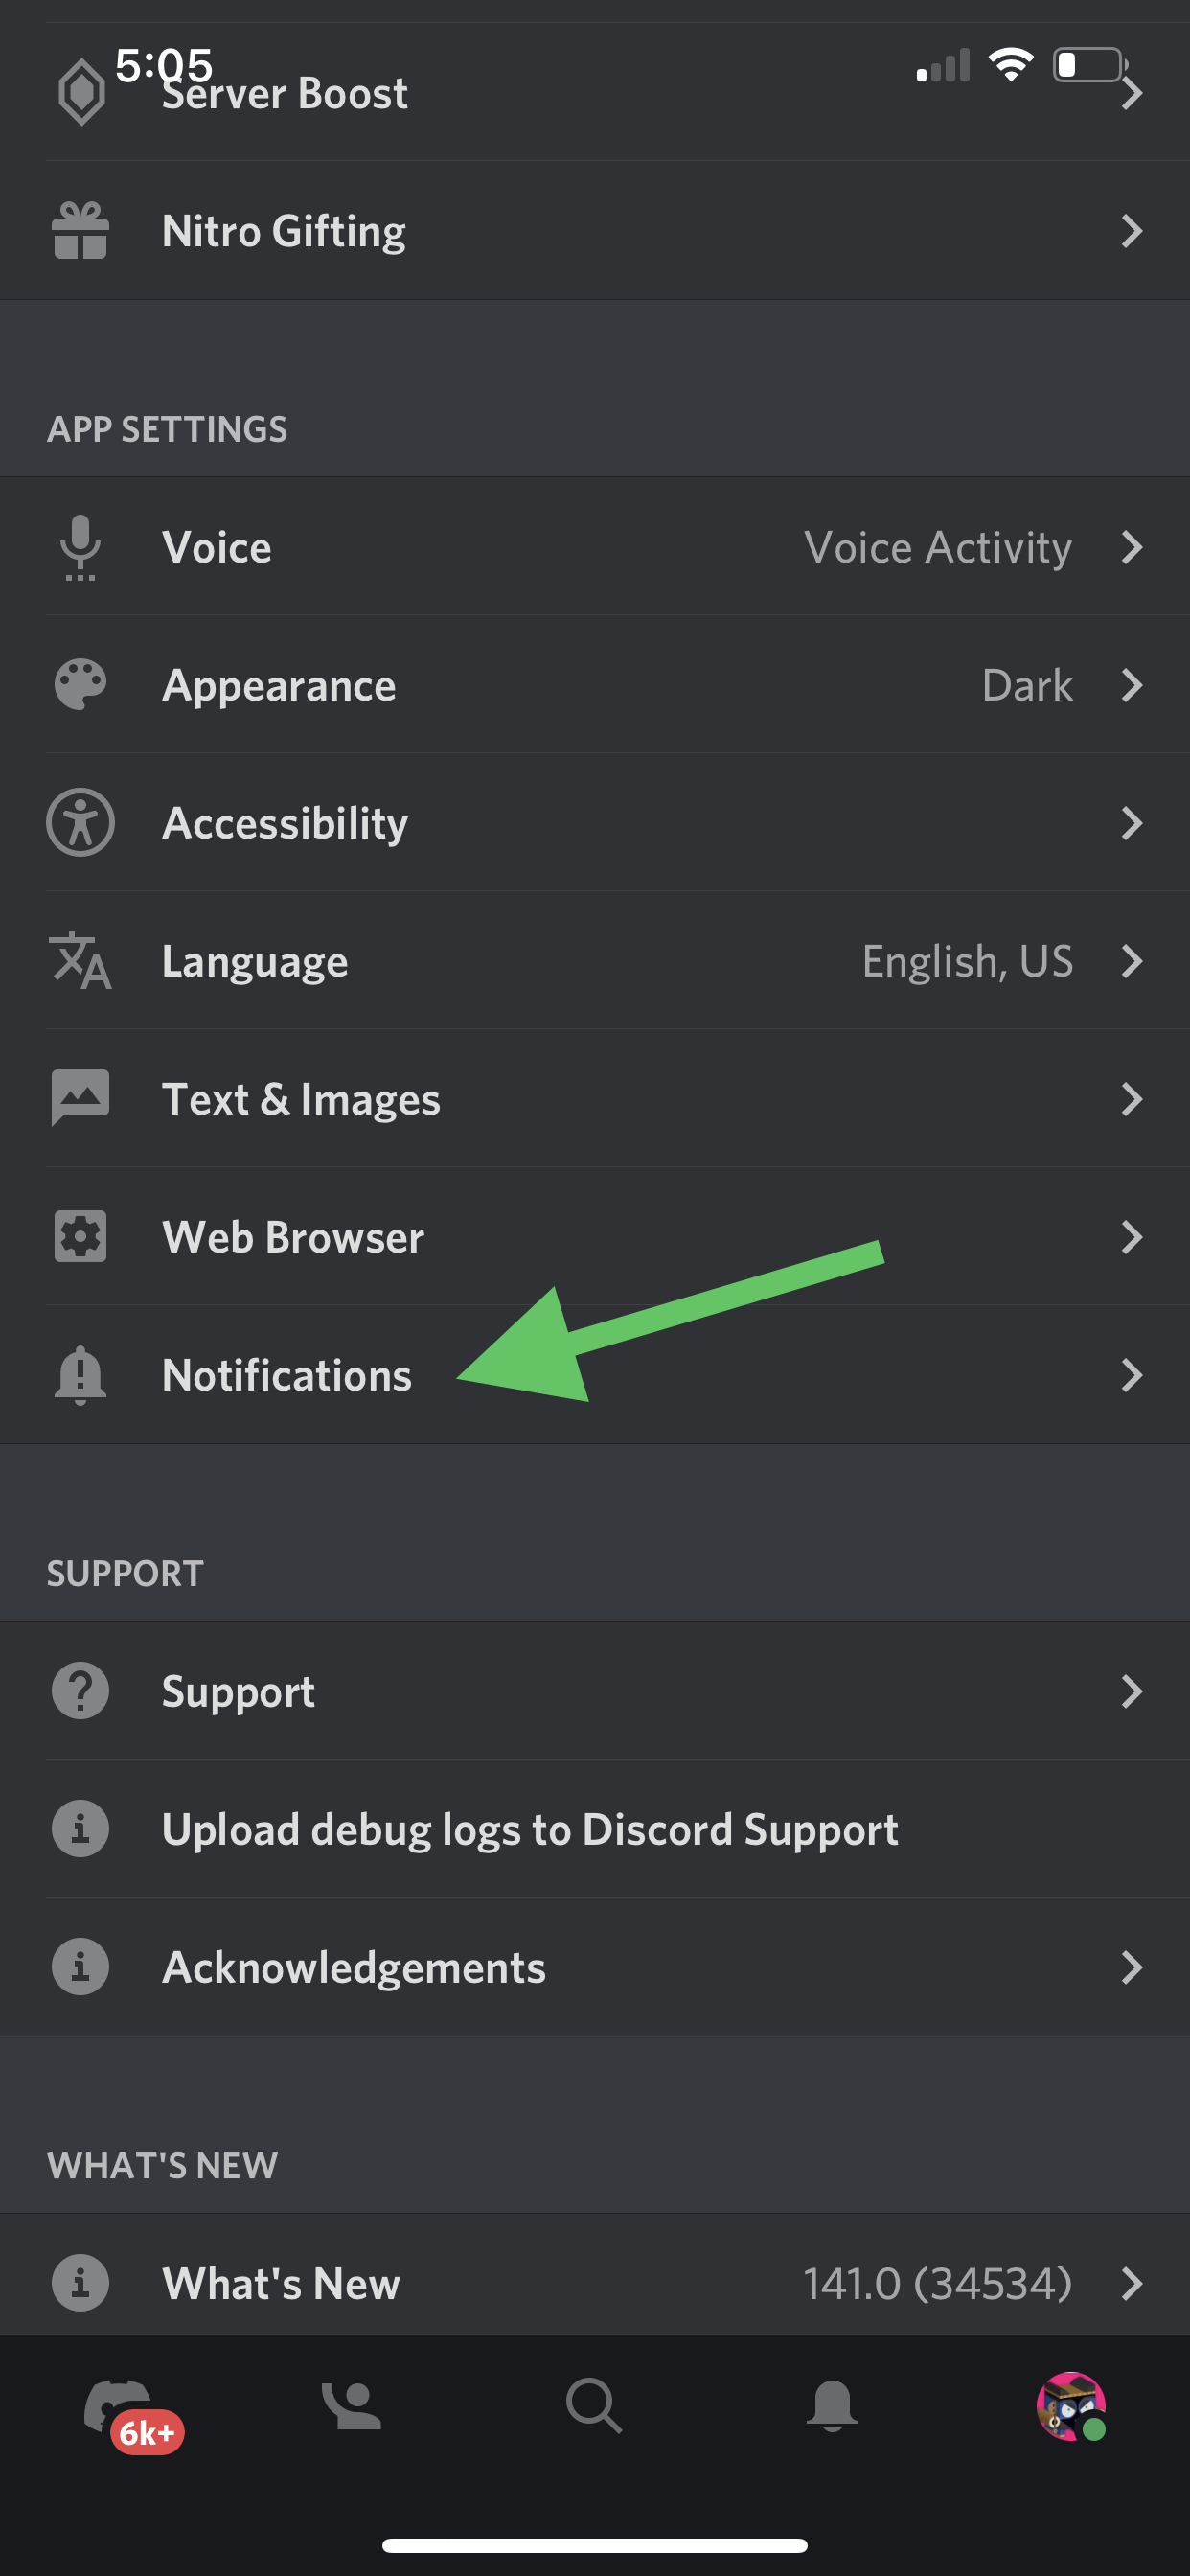 5:05
Server Boost
Nitro Gifting
APP SETTINGS
Voice Voice Activity
Appearance Dark
Accessibility
Language English, US
Text & Images
Web Browser
Notifications
SUPPORT
Support
Upload debug logs to Discord Support
Acknowledgements
WHAT'S NEW
What's New 141.0 (34534)
6k+